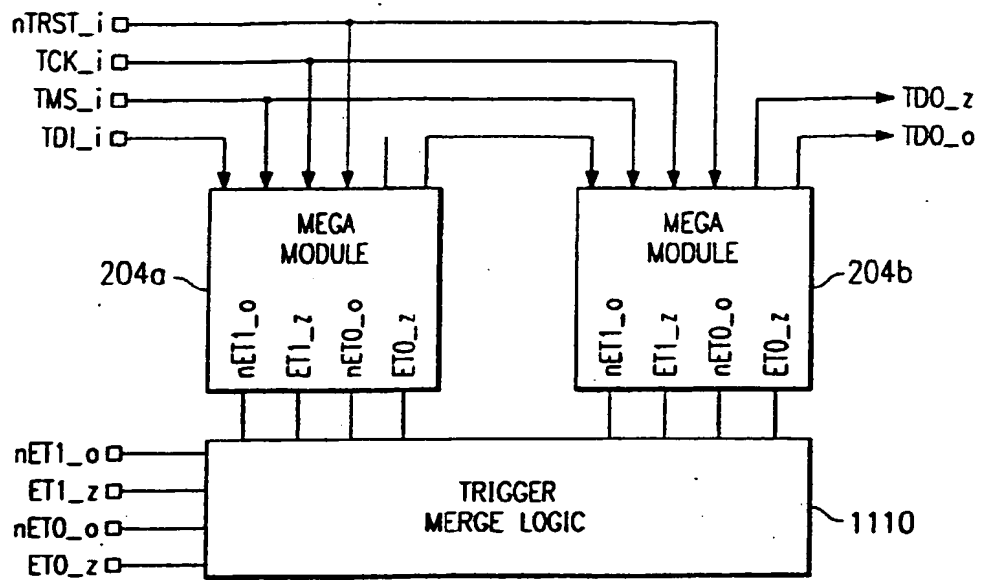 nTRST_i
TCK_i
TMS_i
TDI_i
TDO_z
TDO_o
MEGA
MODULE
204a
nET1_o
ET1_z
nET0_o
ET0_z
MEGA
MODULE
204b
nET1_o
ET1_z
nET0_o
ET0_z
nET1_o
ET1_z
nET0_o
ET0_z
TRIGGER
MERGE LOGIC
1110